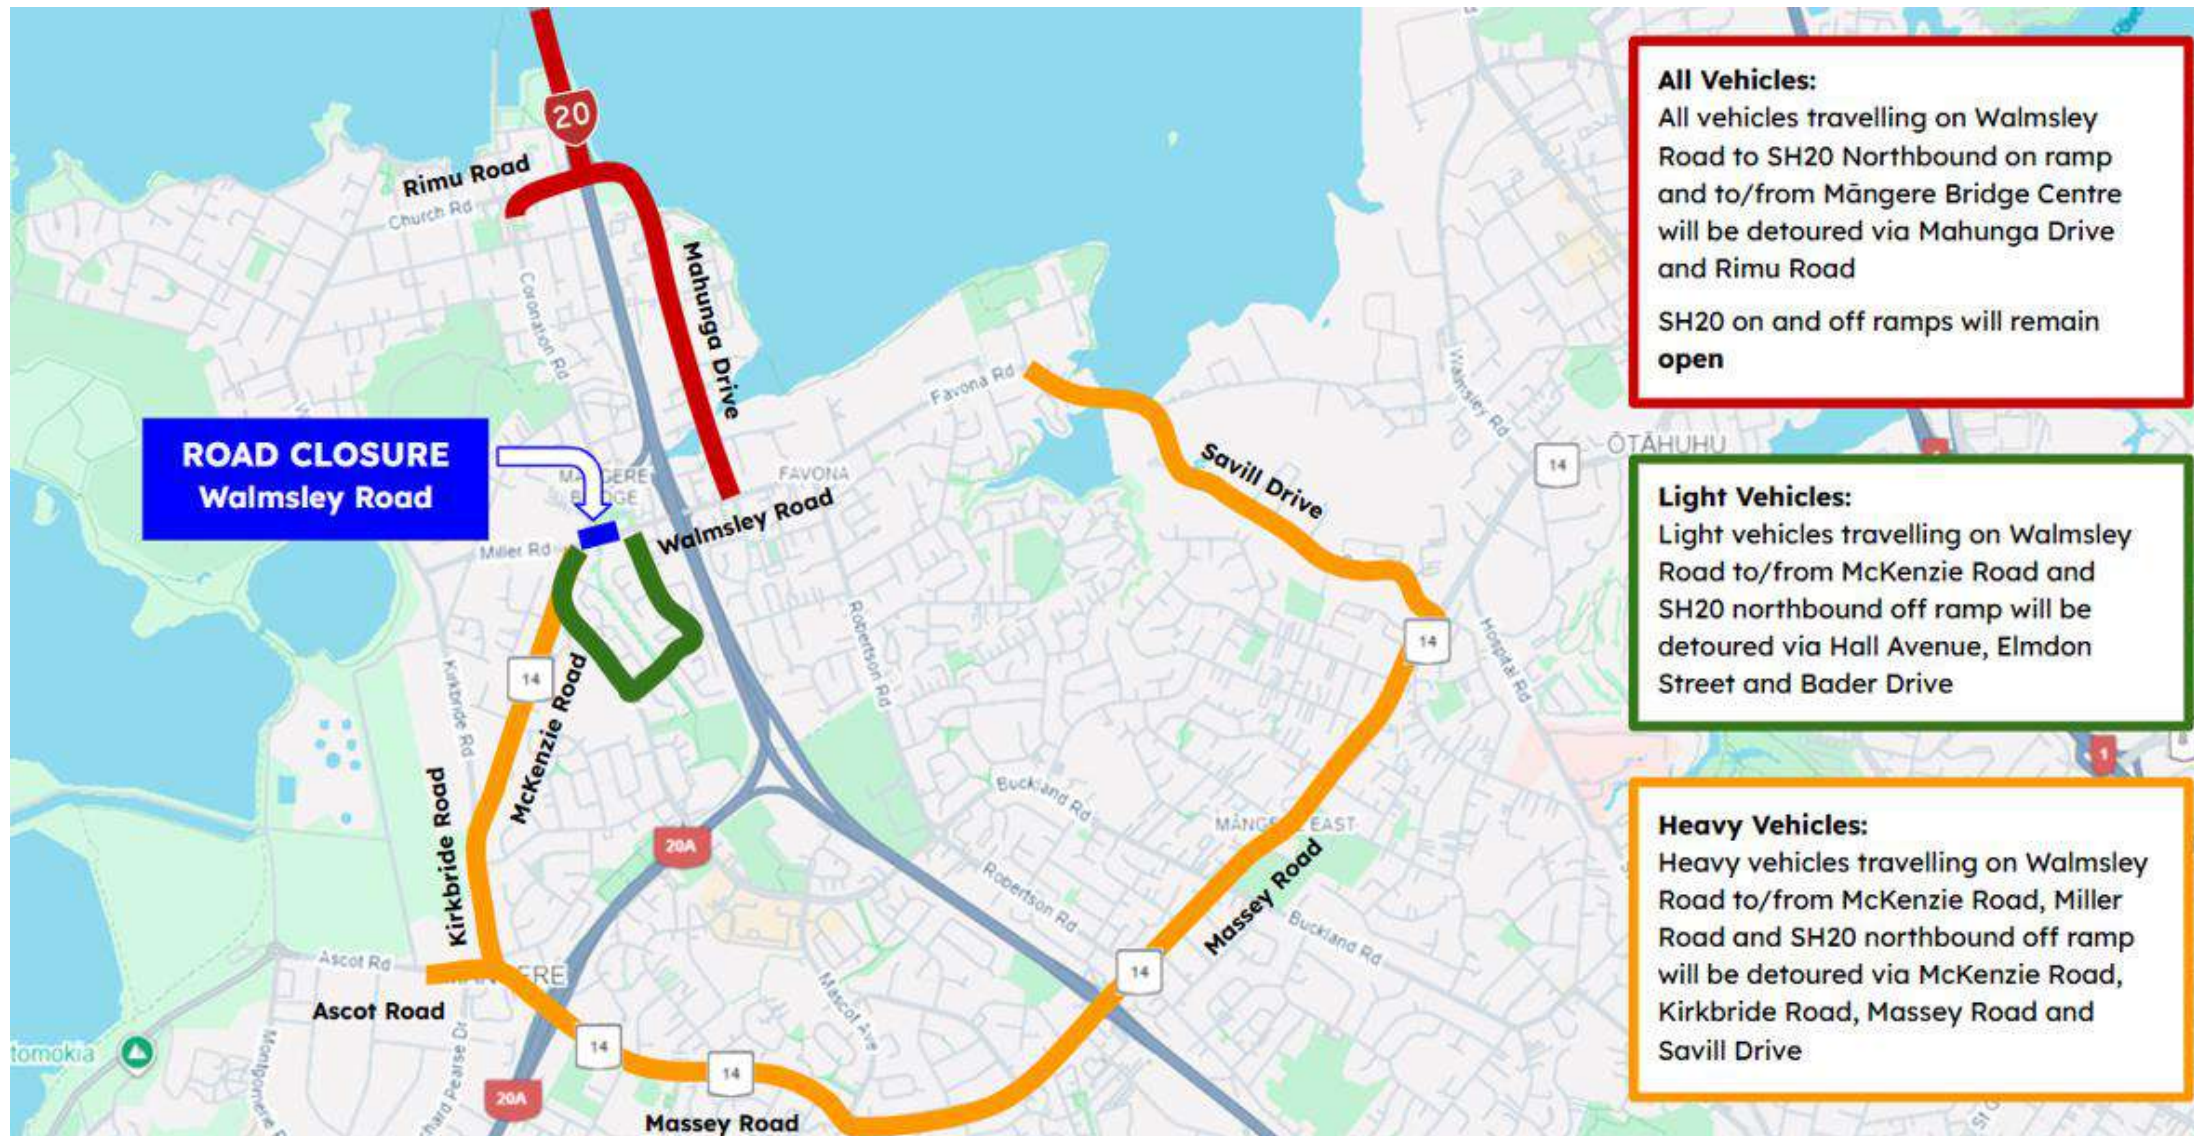 20
Rimu Road
Church Rd
Coronation Rd
Mahunga Drive
Favona Rd
Walmsley Rd
ROAD CLOSURE
Walmsley Road
FAVONA
Walmsley Road
Miller Rd
Savill Drive
14
ŌTĀHUHU
14
Hospital Rd
Robertson Rd
Kirkbride Rd
14
McKenzie Road
Kirkbride Road
20A
Buckland Rd
Robertson Rd
Massey Road
Buckland Rd
14
Ascot Rd
Ascot Road
Mascot Ave
14
14
20A
Massey Road
tomokia
1
All Vehicles:
All vehicles travelling on Walmsley
Road to SH20 Northbound on ramp
and to/from Māngere Bridge Centre
will be detoured via Mahunga Drive
and Rimu Road
SH20 on and off ramps will remain
open
Light Vehicles:
Light vehicles travelling on Walmsley
Road to/from McKenzie Road and
SH20 northbound off ramp will be
detoured via Hall Avenue, Elmdon
Street and Bader Drive
Heavy Vehicles:
Heavy vehicles travelling on Walmsley
Road to/from McKenzie Road, Miller
Road and SH20 northbound off ramp
will be detoured via McKenzie Road,
Kirkbride Road, Massey Road and
Savill Drive